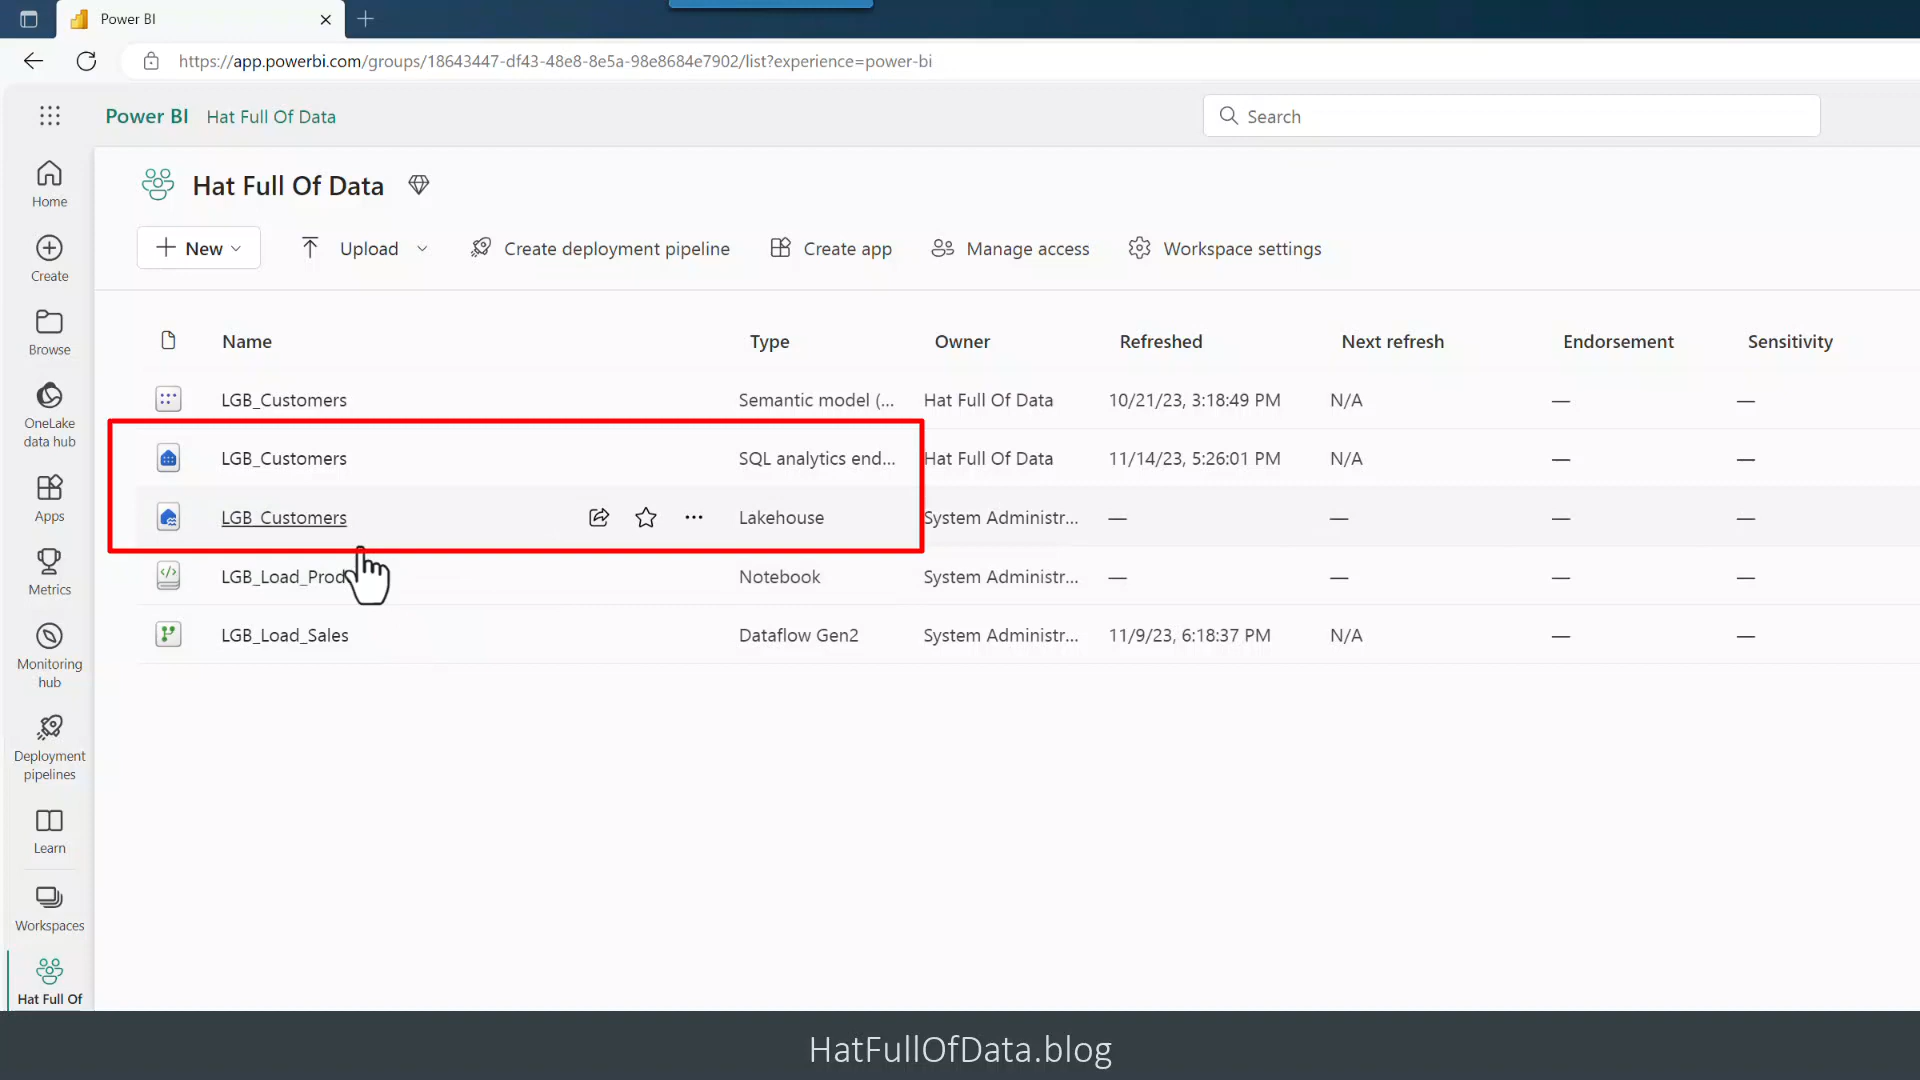 Power BI
https://app.powerbi.com/groups/18643447-df43-48e8-8e5a-98e8684e7902/list?experience=power-bi
Power BI Hat Full Of Data
Search
Hat Full Of Data
New
Upload
Create deployment pipeline
Create app
Manage access
Workspace settings
Home
Create
Browse
OneLake
data hub
Apps
Metrics
Monitoring
hub
Deployment
pipelines
Learn
Workspaces
Hat Full Of
Name Type Owner Refreshed Next refresh Endorsement Sensitivity
LGB_Customers Semantic model (... Hat Full Of Data 10/21/23, 3:18:49 PM N/A — —
LGB_Customers SQL analytics end... Hat Full Of Data 11/14/23, 5:26:01 PM N/A — —
LGB_Customers ... Lakehouse System Administr... — — — —
LGB_Load_Prod Notebook System Administr... — — — —
LGB_Load_Sales Dataflow Gen2 System Administr... 11/9/23, 6:18:37 PM N/A — —
HatFullOfData.blog